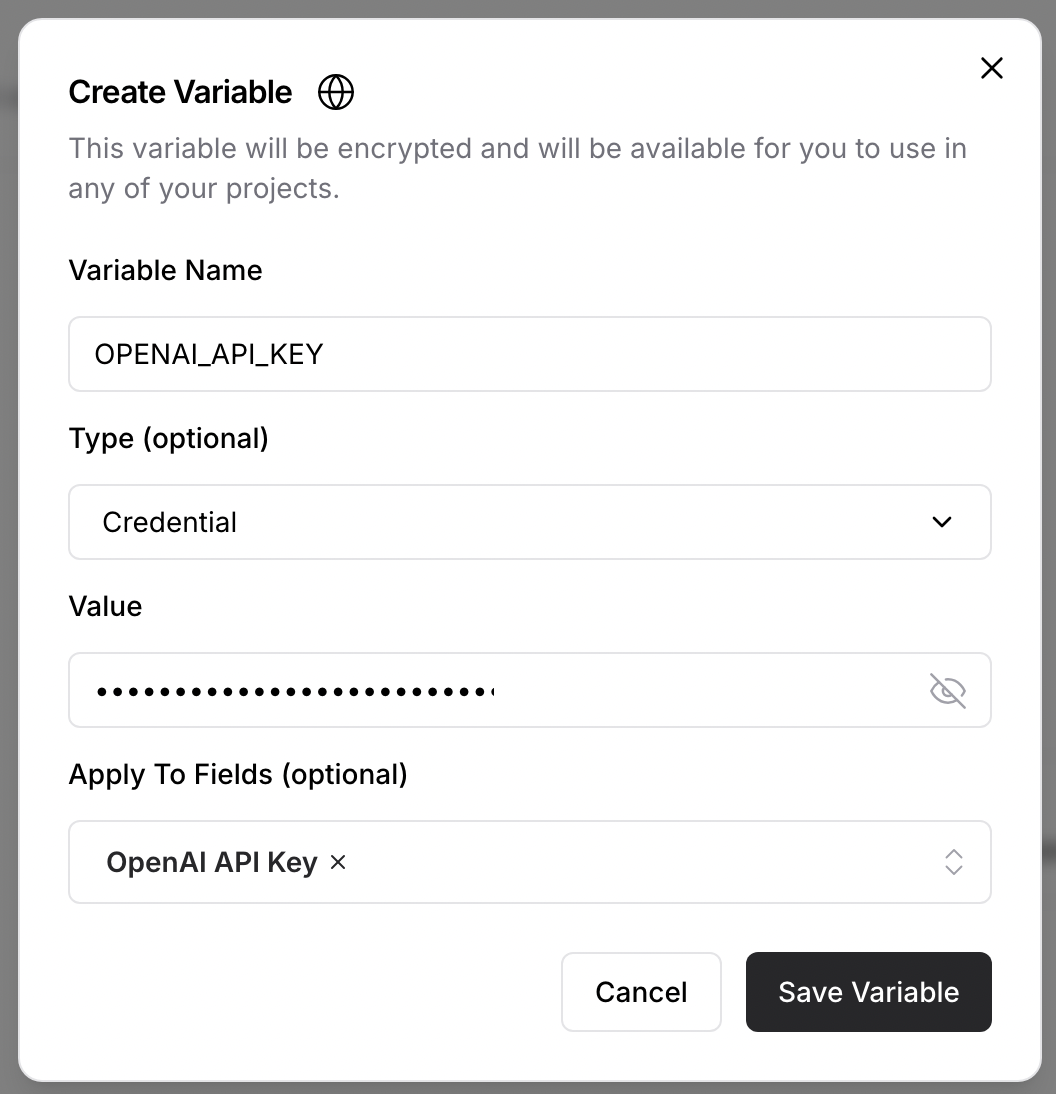 Create Variable
This variable will be encrypted and will be available for you to use in
any of your projects.
Variable Name
OPENAI_API_KEY
Type (optional)
Credential
Value
Apply To Fields (optional)
OpenAI API Key
Cancel
Save Variable